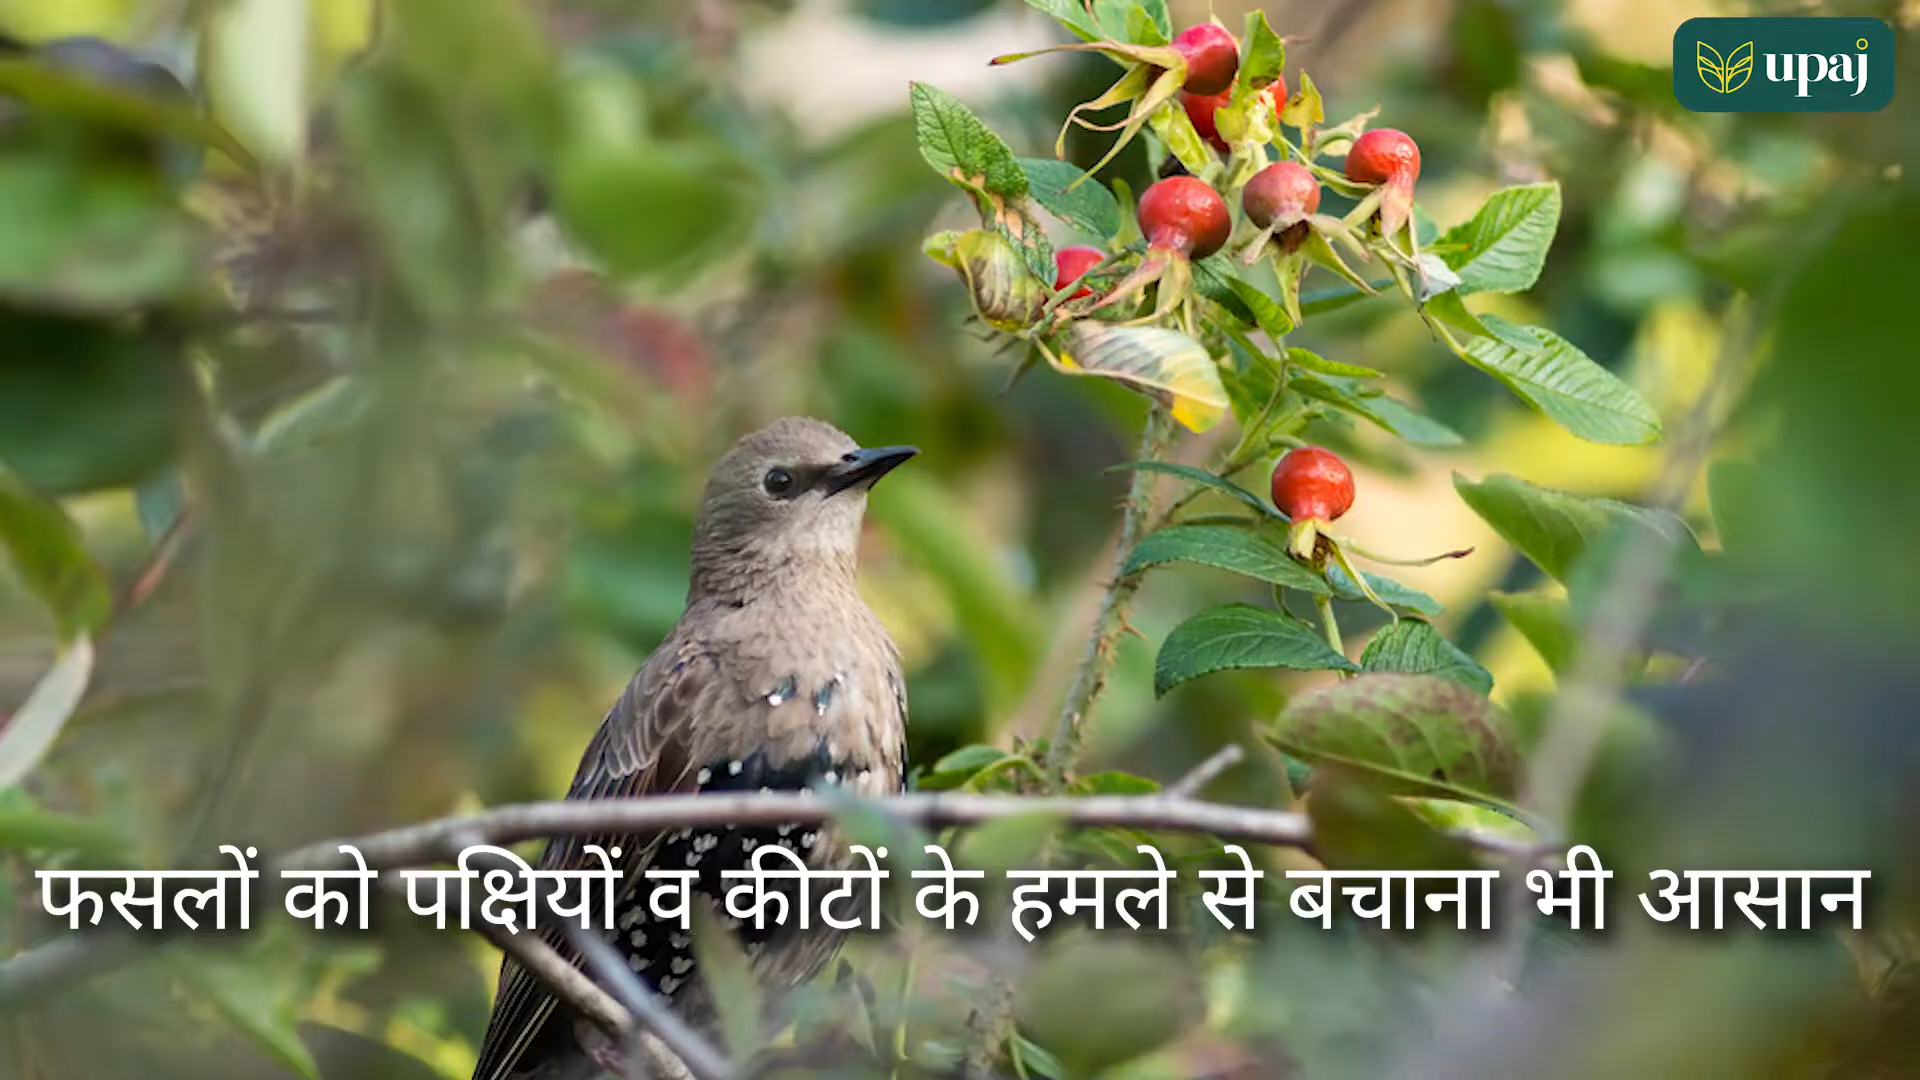 upaj
फसलों को पक्षियों व कीटों के हमले से बचाना भी आसान